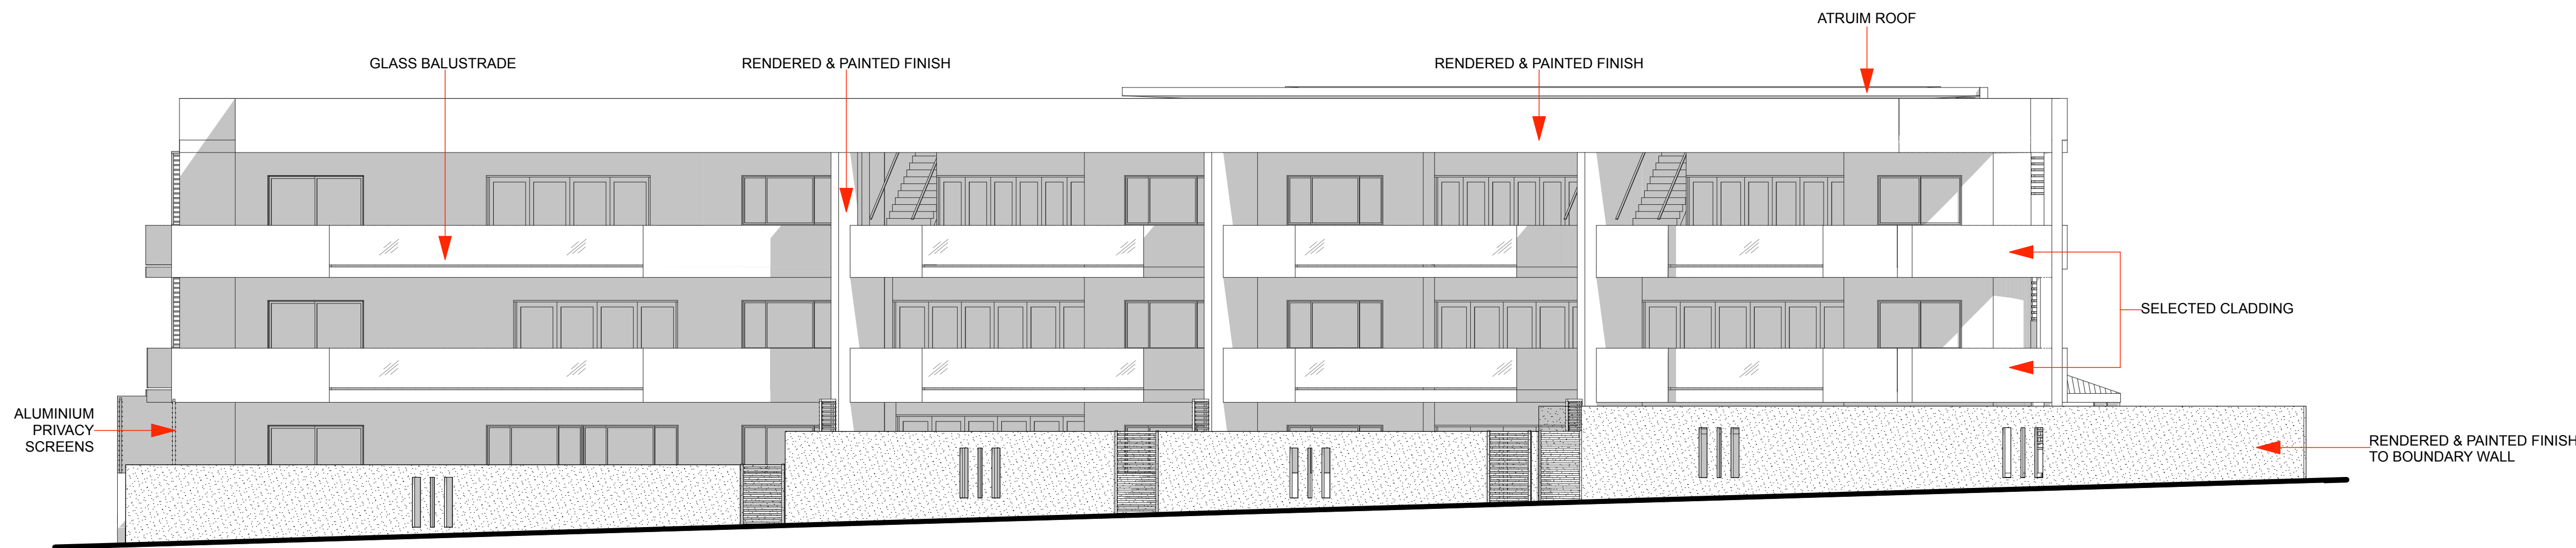 ATRUIM ROOF
GLASS BALUSTRADE
RENDERED & PAINTED FINISH
RENDERED & PAINTED FINISH
SELECTED CLADDING
ALUMINIUM
PRIVACY
SCREENS
RENDERED & PAINTED FINISH
TO BOUNDARY WALL